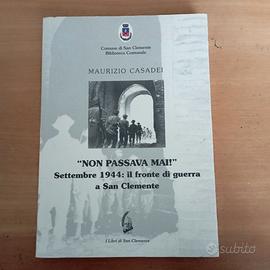 Comune di San Clemente
Biblioteca Comunale
MAURIZIO CASADEI
"NON PASSAVA MAI!"
Settembre 1944: il fronte di guerra
a San Clemente
I Libri di San Clemente
subito